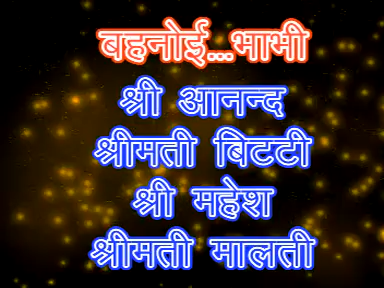 बहनोई...भाभी
श्री आनन्द
श्रीमती बिटटी
श्री महेश
श्रीमती मालती